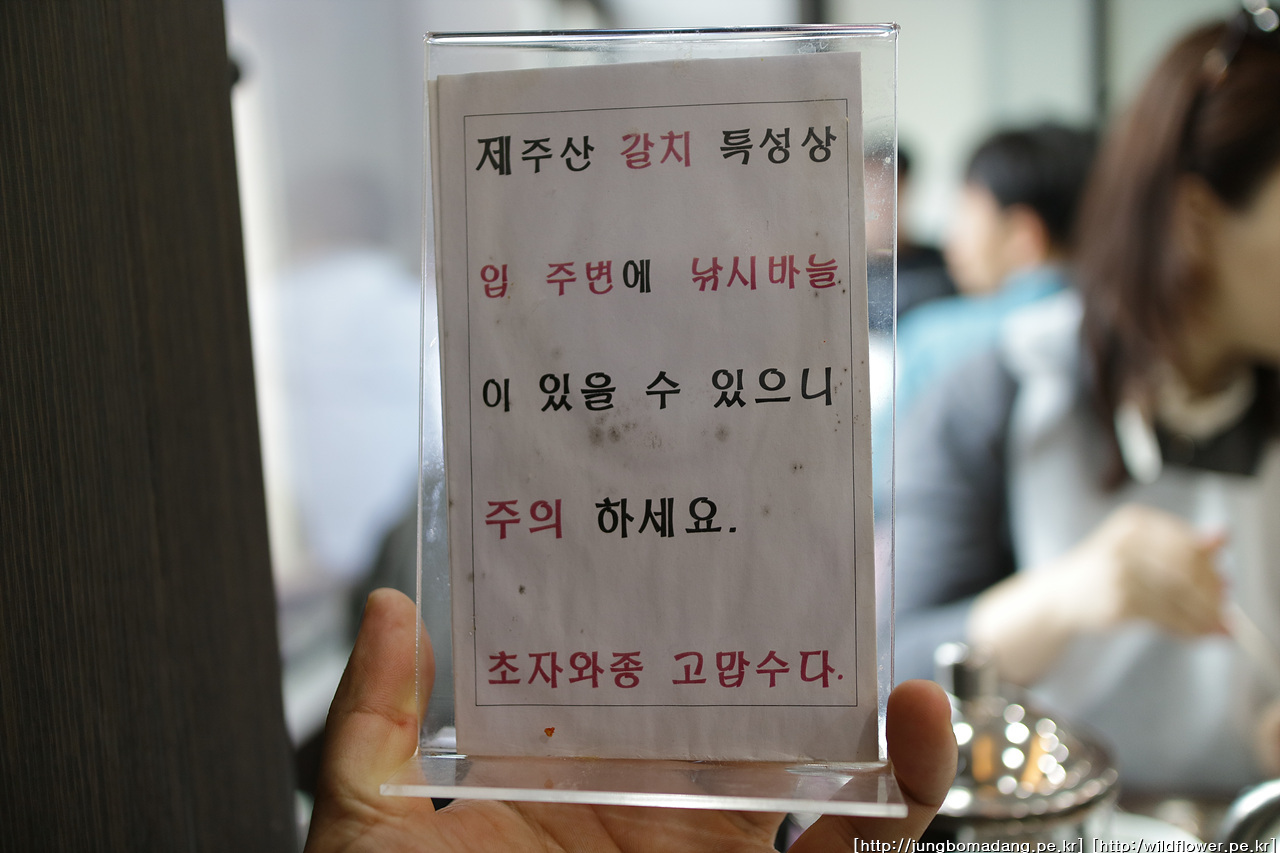 제주산 갈치 특성상
입 주변에 낚시바늘
이 있을 수 있으니
주의 하세요.
초자와종 고맙수다.
[http://jungbomadang.pe.kr] [http:/wildflower.pe.kr]